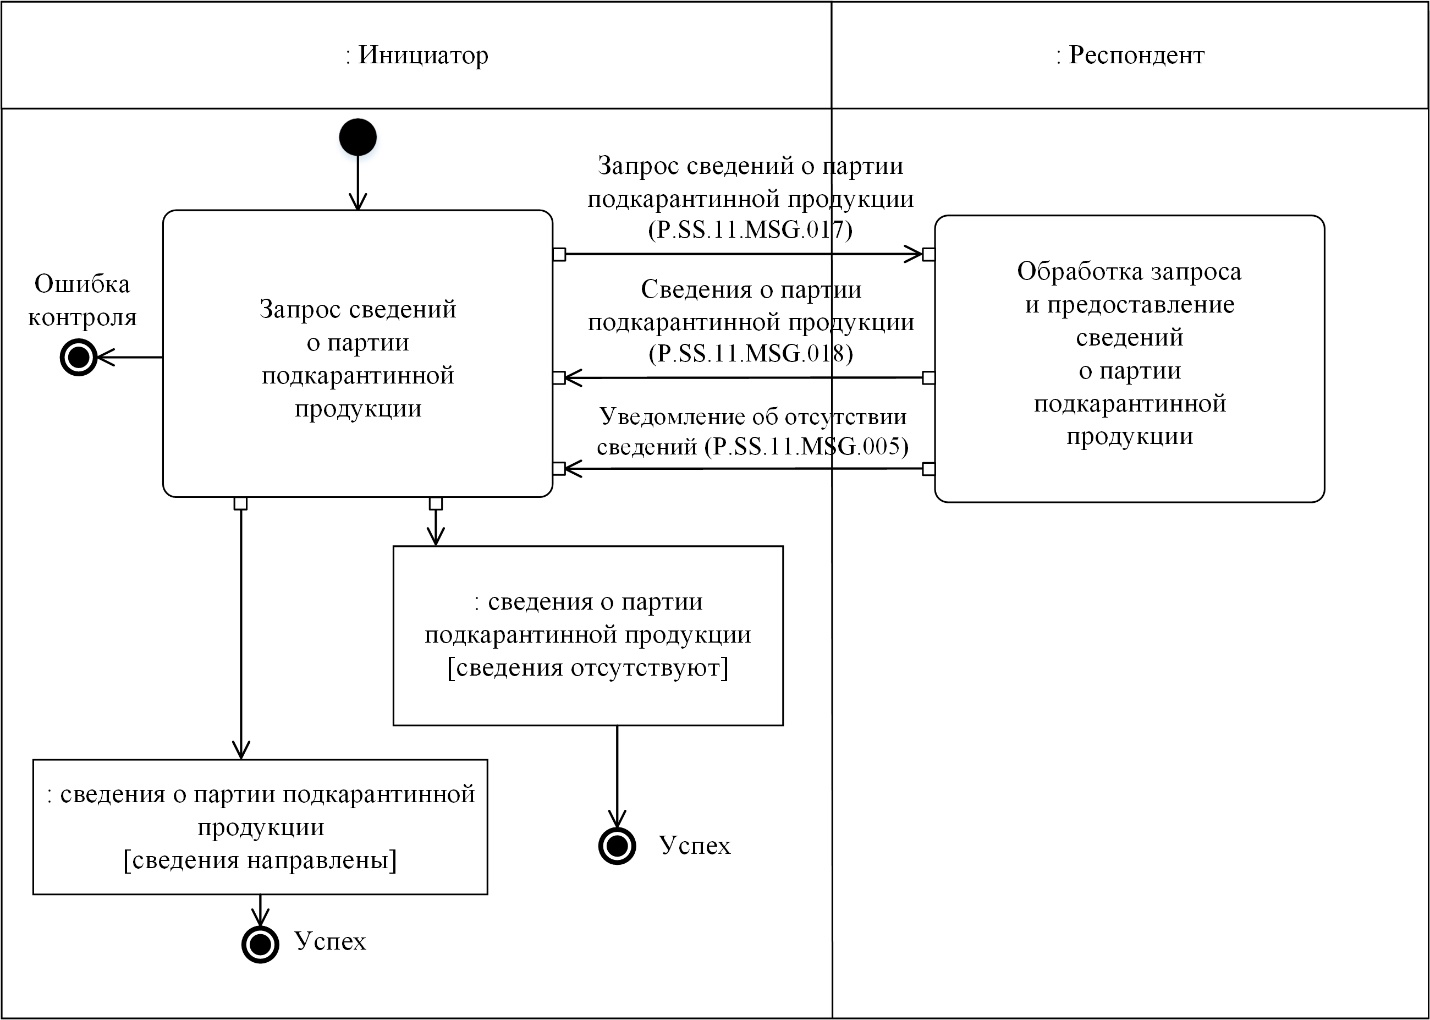 : Инициатор
: Респондент
Запрос сведений о партии
подкарантинной продукции
(P.SS.11.MSG.017)
Ошибка
контроля
Запрос сведений
о партии
подкарантинной
продукции
Сведения о партии
подкарантинной продукции
(P.SS.11.MSG.018)
Уведомление об отсутствии
сведений (P.SS.11.MSG.005)
Обработка запроса
и предоставление
сведений
о партии
подкарантинной
продукции
: сведения о партии
подкарантинной продукции
[сведения отсутствуют]
: сведения о партии подкарантинной
продукции
[сведения направлены]
Успех
Успех